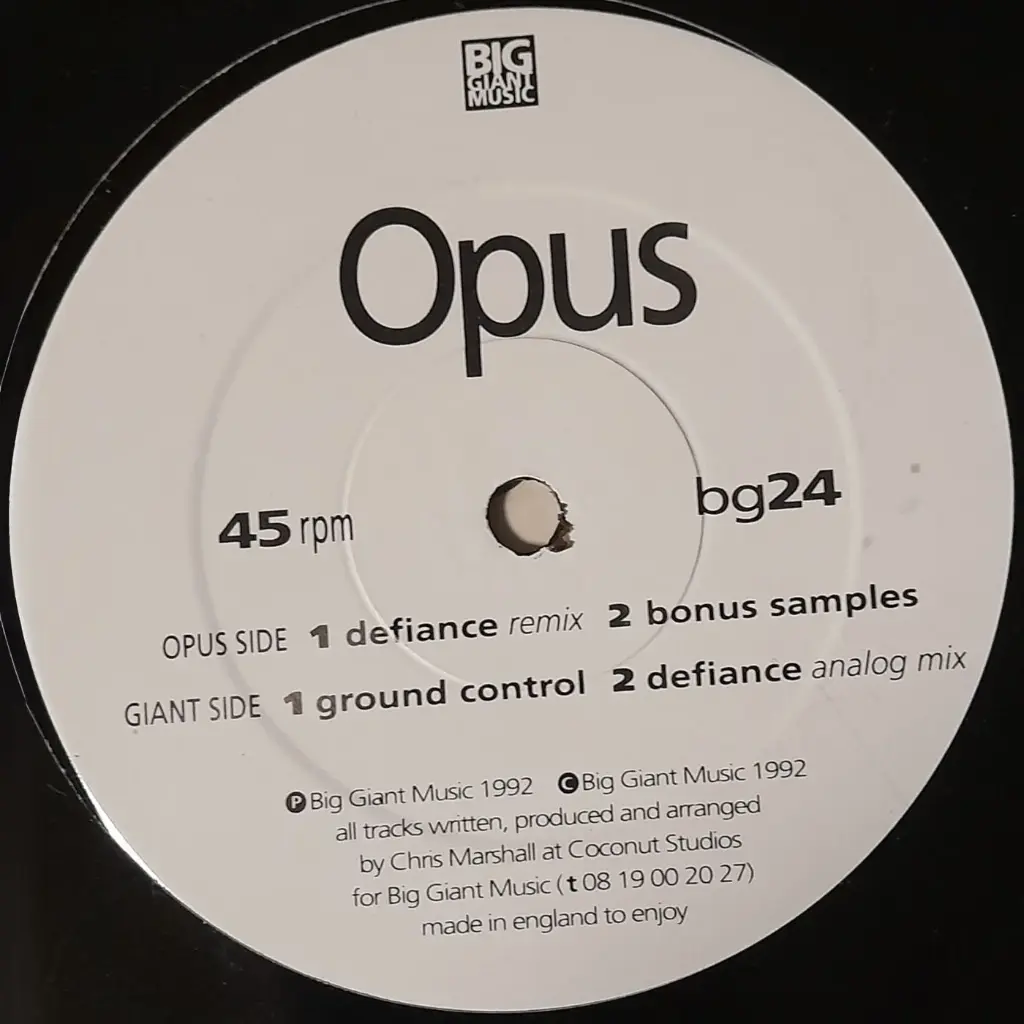 BIG
GIANT
MUSIC
Opus
45 rpm
bg24
OPUS SIDE 1 defiance remix 2 bonus samples
GIANT SIDE 1 ground control 2 defiance analog mix
℗ Big Giant Music 1992 © Big Giant Music 1992
all tracks written, produced and arranged
by Chris Marshall at Coconut Studios
for Big Giant Music (t 08 19 00 20 27)
made in england to enjoy